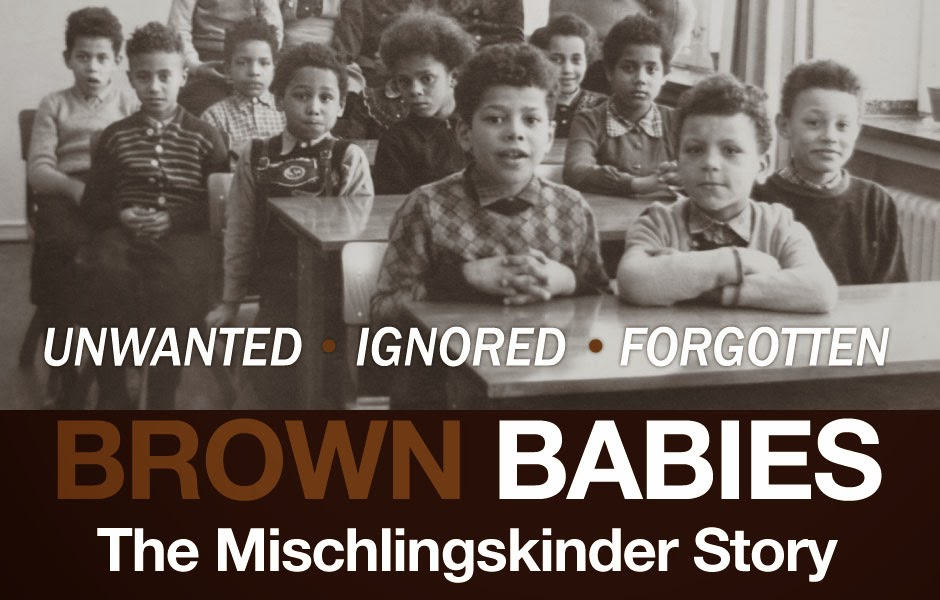 UNWANTED • IGNORED • FORGOTTEN
BROWN BABIES
The Mischlingskinder Story